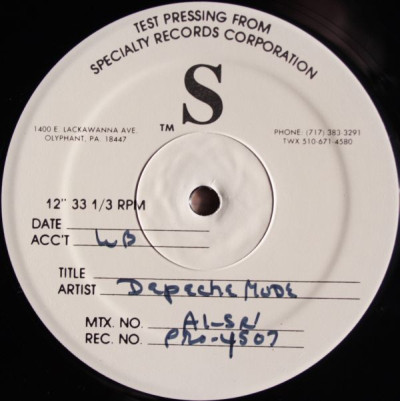 TEST PRESSING FROM
SPECIALTY RECORDS CORPORATION
S
TM
1400 E. LACKAWANNA AVE.
OLYPHANT, PA 18447
PHONE: (717) 383-3291
TWX 510-671-4580
12" 33 1/3 RPM
DATE
ACC'T WB
TITLE
ARTIST Depeche Mode
MTX. NO. A1-SR1
REC. NO. PRO-4507